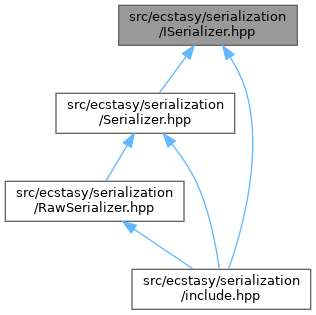 src/ecstasy/serialization
/ISerializer.hpp
src/ecstasy/serialization
/Serializer.hpp
src/ecstasy/serialization
/RawSerializer.hpp
src/ecstasy/serialization
/include.hpp